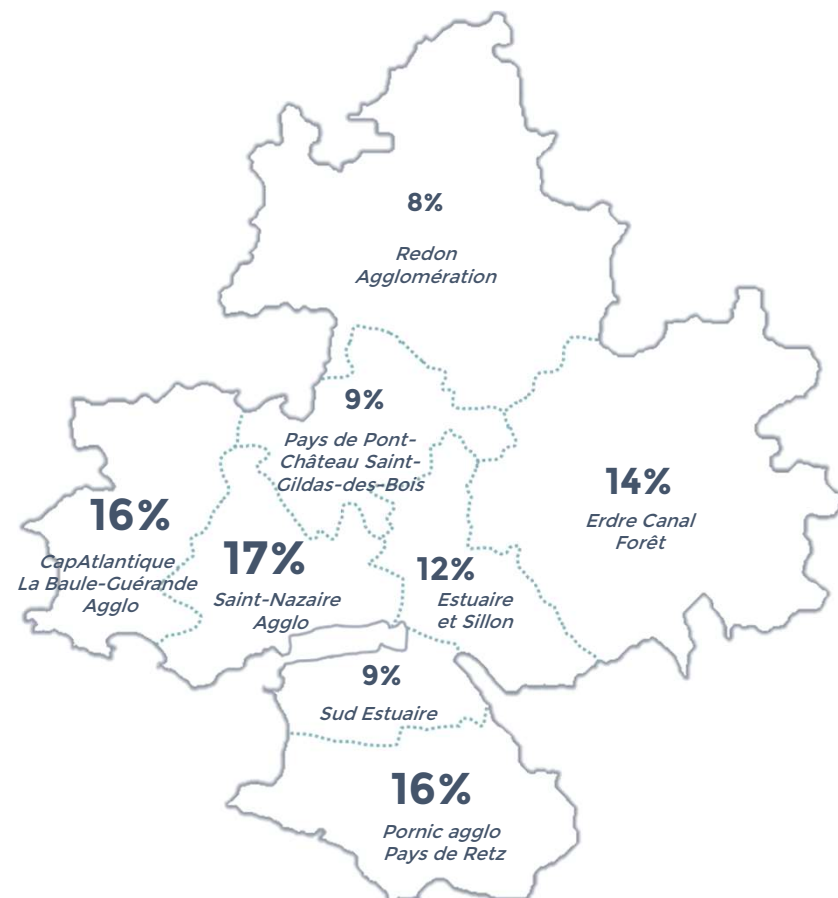 8%
Redon
Agglomération
9%
Pays de Pont-
Château Saint-
Gildas-des-Bois
14%
Erdre Canal
Forêt
16%
CapAtlantique
La Baule-Guérande
Agglo
17%
Saint-Nazaire
Agglo
12%
Estuaire
et Sillon
9%
Sud Estuaire
16%
Pornic agglo
Pays de Retz